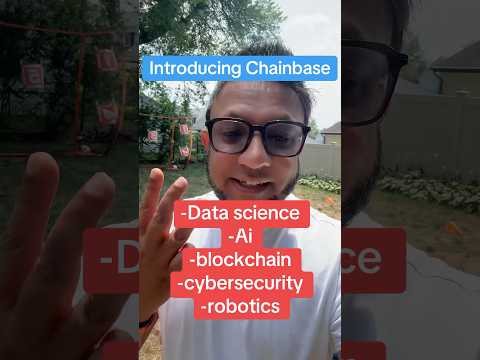 Introducing Chainbase
-Data science
-Ai
-blockchain
-cybersecurity
-robotics